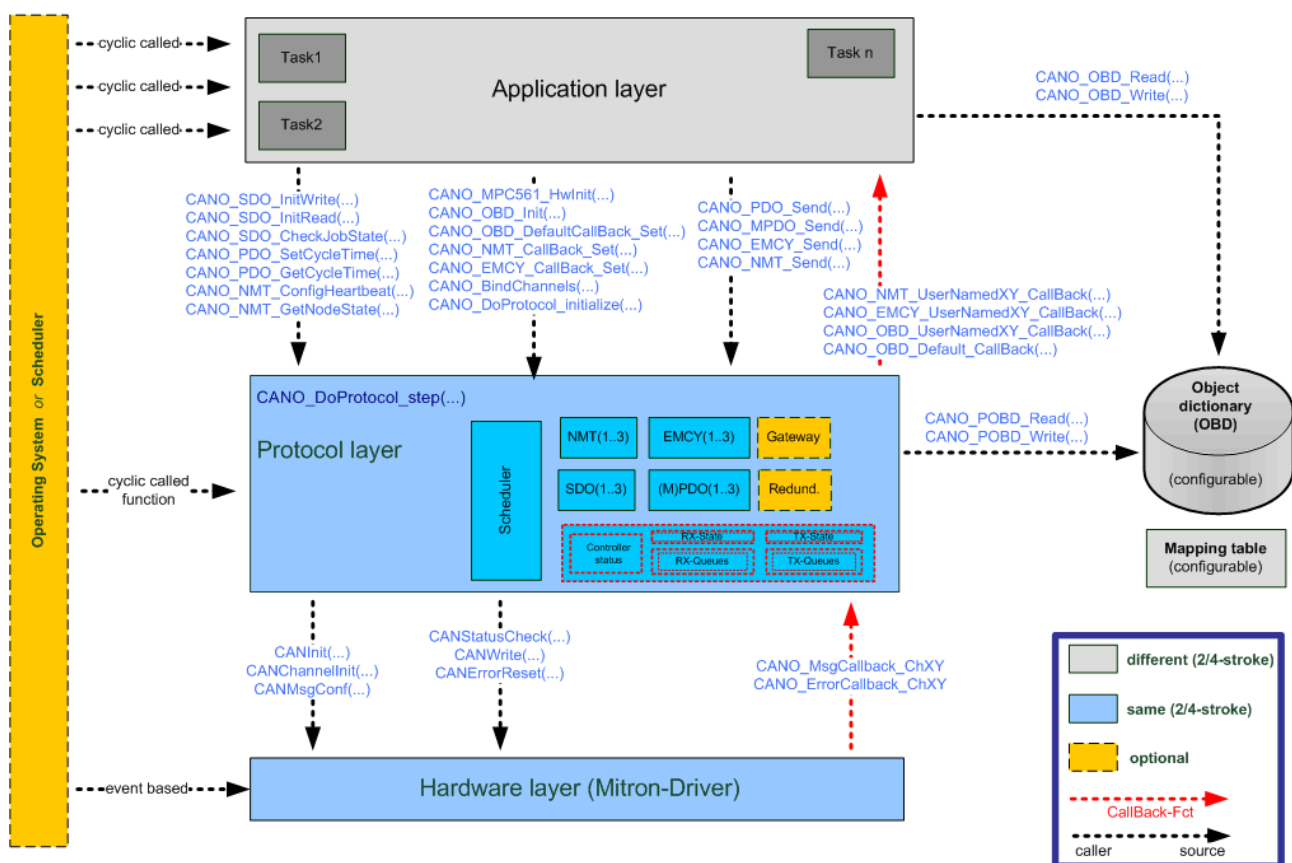 Operating System or Scheduler
cyclic called
cyclic called
cyclic called
Task1
Task2
Task n
Application layer
CANO_OBD_Read(...)
CANO_OBD_Write(...)
CANO_SDO_InitWrite(...)
CANO_SDO_InitRead(...)
CANO_SDO_CheckJobState(...)
CANO_PDO_SetCycleTime(...)
CANO_PDO_GetCycleTime(...)
CANO_NMT_ConfigHeartbeat(...)
CANO_NMT_GetNodeState(...)
CANO_MPC561_HwInit(...)
CANO_OBD_Init(...)
CANO_OBD_DefaultCallBack_Set(...)
CANO_NMT_CallBack_Set(...)
CANO_EMCY_CallBack_Set(...)
CANO_BindChannels(...)
CANO_DoProtocol_initialize(...)
CANO_PDO_Send(...)
CANO_MPDO_Send(...)
CANO_EMCY_Send(...)
CANO_NMT_Send(...)
CANO_NMT_UserNamedXY_CallBack(...)
CANO_EMCY_UserNamedXY_CallBack(...)
CANO_OBD_UserNamedXY_CallBack(...)
CANO_OBD_Default_CallBack(...)
cyclic called
function
CANO_DoProtocol_step(...)
Protocol layer
Scheduler
NMT(1..3)
EMCY(1..3)
Gateway
SDO(1..3)
(M)PDO(1..3)
Redund.
Controller
status
RX-State
TX-State
RX-Queues
TX-Queues
CANO_POBD_Read(...)
CANO_POBD_Write(...)
Object
dictionary
(OBD)
(configurable)
Mapping table
(configurable)
CANInit(...)
CANChannelInit(...)
CANMsgConf(...)
CANStatusCheck(...)
CANWrite(...)
CANErrorReset(...)
CANO_MsgCallback_ChXY
CANO_ErrorCallback_ChXY
event based
Hardware layer (Mitron-Driver)
different (2/4-stroke)
same (2/4-stroke)
optional
CallBack-Fct
caller
source